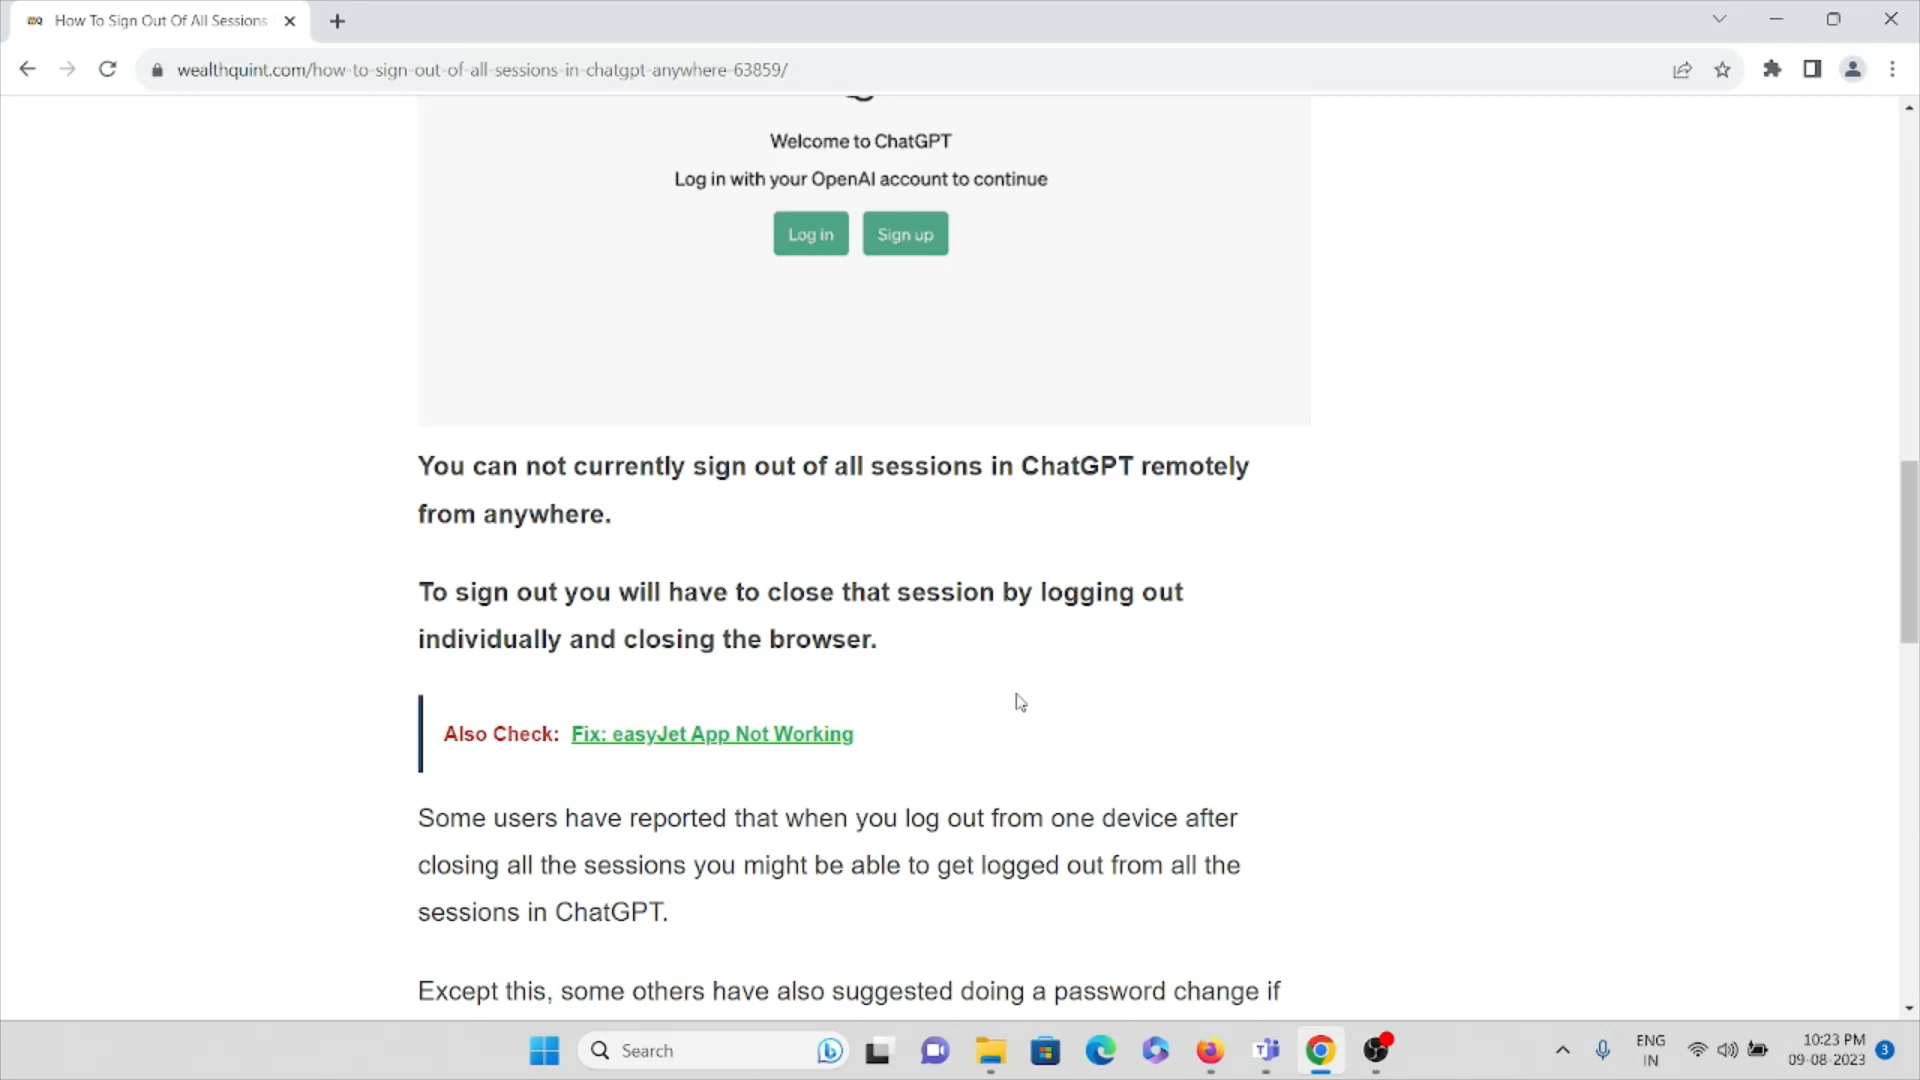 How To Sign Out Of All Sessions
wealthquint.com/how-to-sign-out-of-all-sessions-in-chatgpt-anywhere-63859/
Welcome to ChatGPT
Log in with your OpenAI account to continue
Log in
Sign up
You can not currently sign out of all sessions in ChatGPT remotely
from anywhere.
To sign out you will have to close that session by logging out
individually and closing the browser.
Also Check: Fix: easyJet App Not Working
Some users have reported that when you log out from one device after
closing all the sessions you might be able to get logged out from all the
sessions in ChatGPT.
Except this, some others have also suggested doing a password change if
Search
ENG
IN
10:23 PM
09-08-2023
3